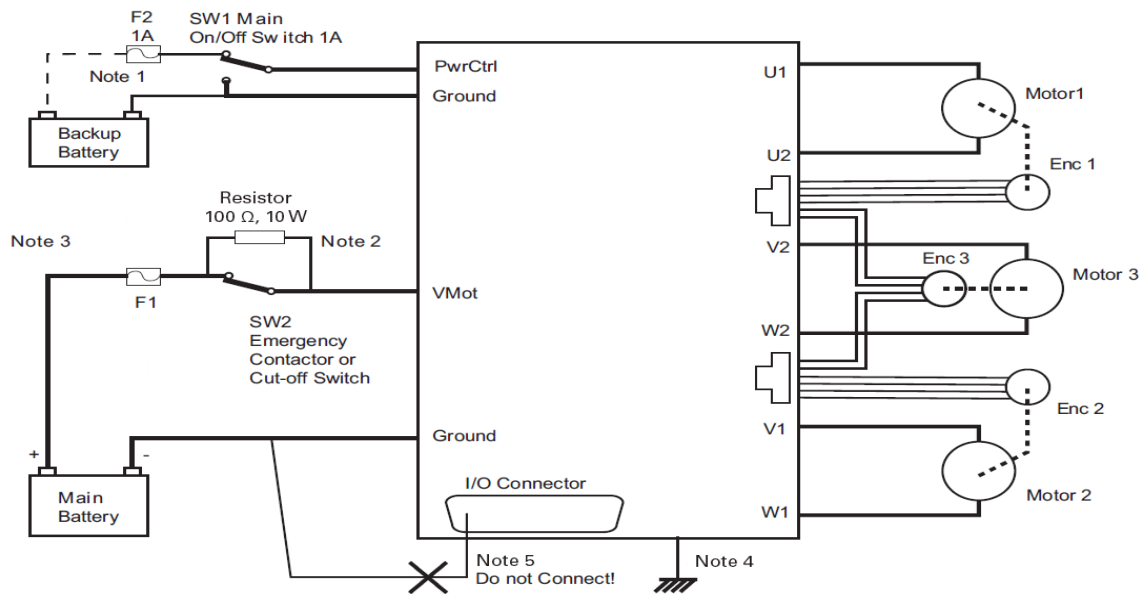 F2
1A
SW1 Main
On/Off Switch 1A
Note 1
PwrCtrl
Ground
Backup
Battery
Resistor
100 Ω, 10 W
Note 3
Note 2
F1
VMot
SW2
Emergency
Contactor or
Cut-off Switch
Ground
+
-
Main
Battery
I/O Connector
Note 5
Do not Connect!
Note 4
U1
Motor1
U2
Enc 1
V2
Enc 3
Motor 3
W2
Enc 2
V1
Motor 2
W1